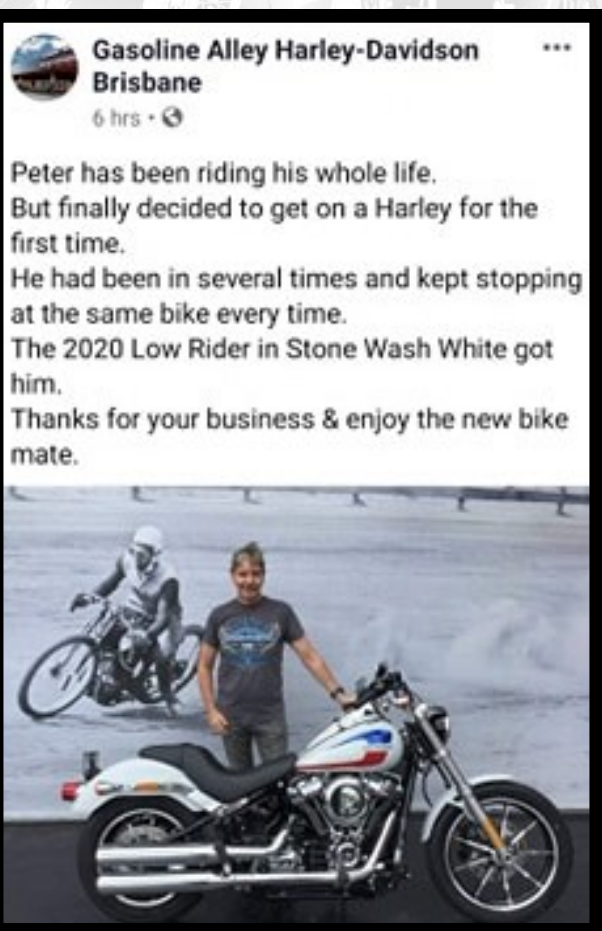 Gasoline Alley Harley-Davidson
Brisbane
6 hrs
Peter has been riding his whole life.
But finally decided to get on a Harley for the
first time.
He had been in several times and kept stopping
at the same bike every time.
The 2020 Low Rider in Stone Wash White got
him.
Thanks for your business & enjoy the new bike
mate.